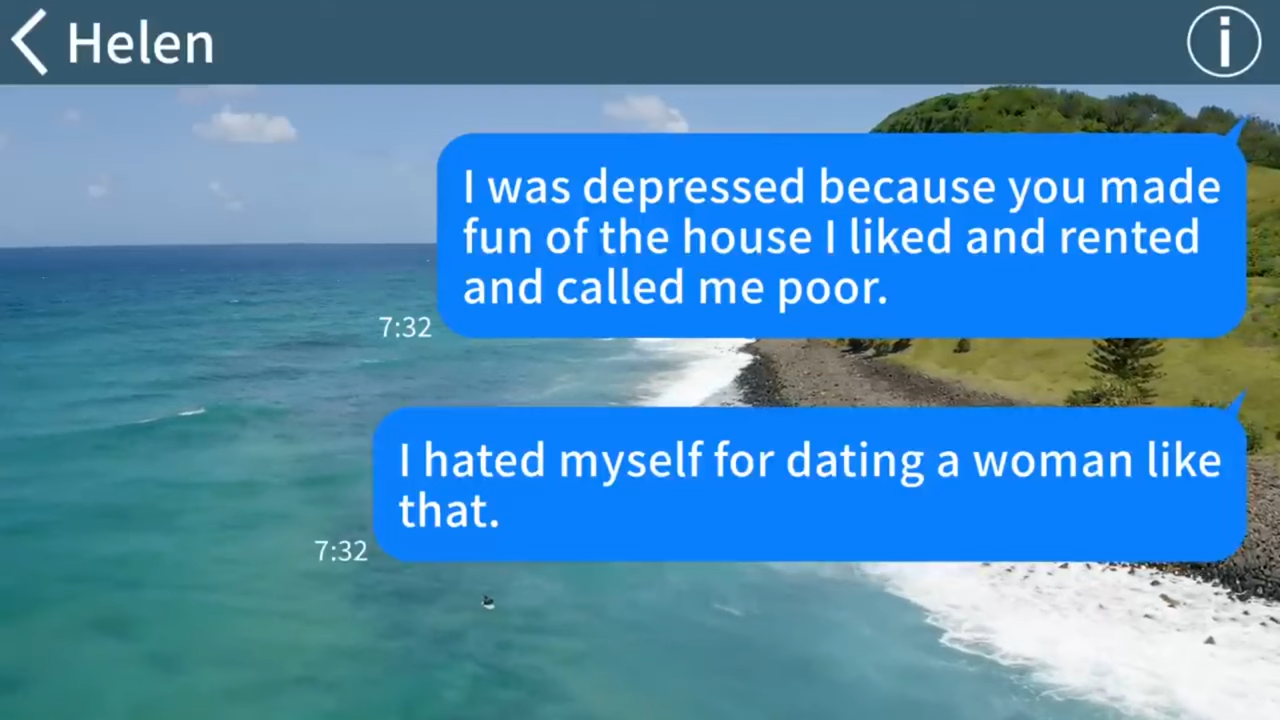 Helen
i
I was depressed because you made
fun of the house I liked and rented
and called me poor.
7:32
I hated myself for dating a woman like
that.
7:32